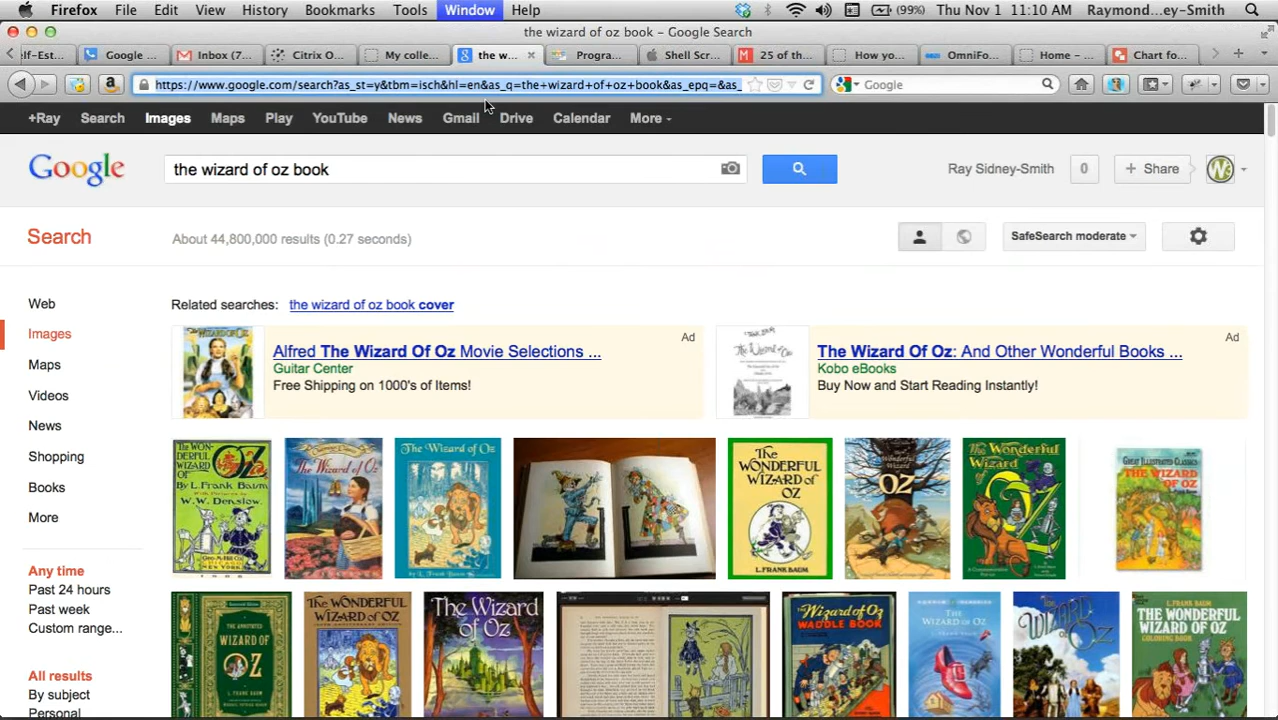 Firefox File Edit View History Bookmarks Tools Window Help (99%) Thu Nov 1 11:10 AM Raymond...ey-Smith
the wizard of oz book - Google Search
elf-Est... Google ... Inbox (7... Citrix O... My colle... the w... Progra... Shell Scr... 25 of th... How yo... OmniFo... Home - ... Chart fo...
https://www.google.com/search?as_st=y&tbm=isch&hl=en&as_q=the+wizard+of+oz+book&as_epq=&as_ Google
+Ray Search Images Maps Play YouTube News Gmail Drive Calendar More
Google the wizard of oz book Ray Sidney-Smith 0 + Share
Search About 44,800,000 results (0.27 seconds) SafeSearch moderate
Web
Images
Maps
Videos
News
Shopping
Books
More
Any time
Past 24 hours
Past week
Custom range...
All results
By subject
Personal
Related searches: the wizard of oz book cover
Alfred The Wizard Of Oz Movie Selections ... Ad
Guitar Center
Free Shipping on 1000's of Items!
The Wizard Of Oz: And Other Wonderful Books ... Ad
Kobo eBooks
Buy Now and Start Reading Instantly!
THE WON-
DERFUL
WIZARD OF
OZ
By L. Frank Baum
W.W. Denslow
The Wizard of Oz
The Wizard of Oz
The
WONDERFUL
WIZARD OF
OZ
L. FRANK BAUM
OZ
The
Wonderful
Wizard of
GREAT ILLUSTRATED CLASSICS
THE WIZARD
OF OZ
THE ANNOTATED
WIZARD
OF
OZ
THE WONDERFUL
WIZARD OF OZ
The Wizard
of Oz
The Wizard of Oz
WADDLE BOOK
L. FRANK BAUM
THE WONDERFUL
WIZARD OF OZ
COLORING BOOK